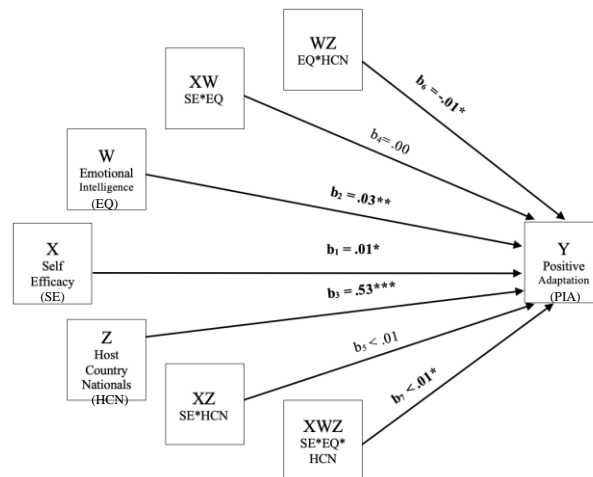 WZ
EQ*HCN
b₆ = -.01*
XW
SE*EQ
b₄= .00
W
Emotional
Intelligence
(EQ)
b₂ = .03**
X
Self
Efficacy
(SE)
b₁ = .01*
Y
Positive
Adaptation
(PIA)
b₃ = .53***
Z
Host
Country
Nationals
(HCN)
b₅ < .01
XZ
SE*HCN
b₇ < .01*
XWZ
SE*EQ*
HCN